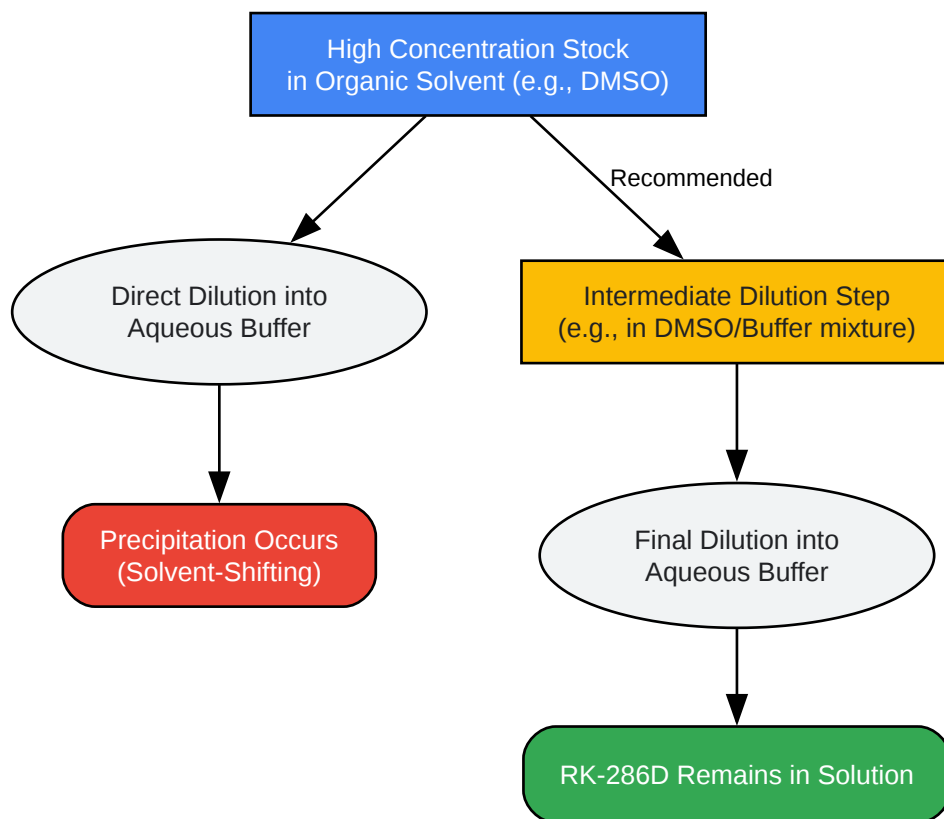 High Concentration Stock
in Organic Solvent (e.g., DMSO)
Recommended
Direct Dilution into
Aqueous Buffer
Intermediate Dilution Step
(e.g., in DMSO/Buffer mixture)
Precipitation Occurs
(Solvent-Shifting)
Final Dilution into
Aqueous Buffer
RK-286D Remains in Solution